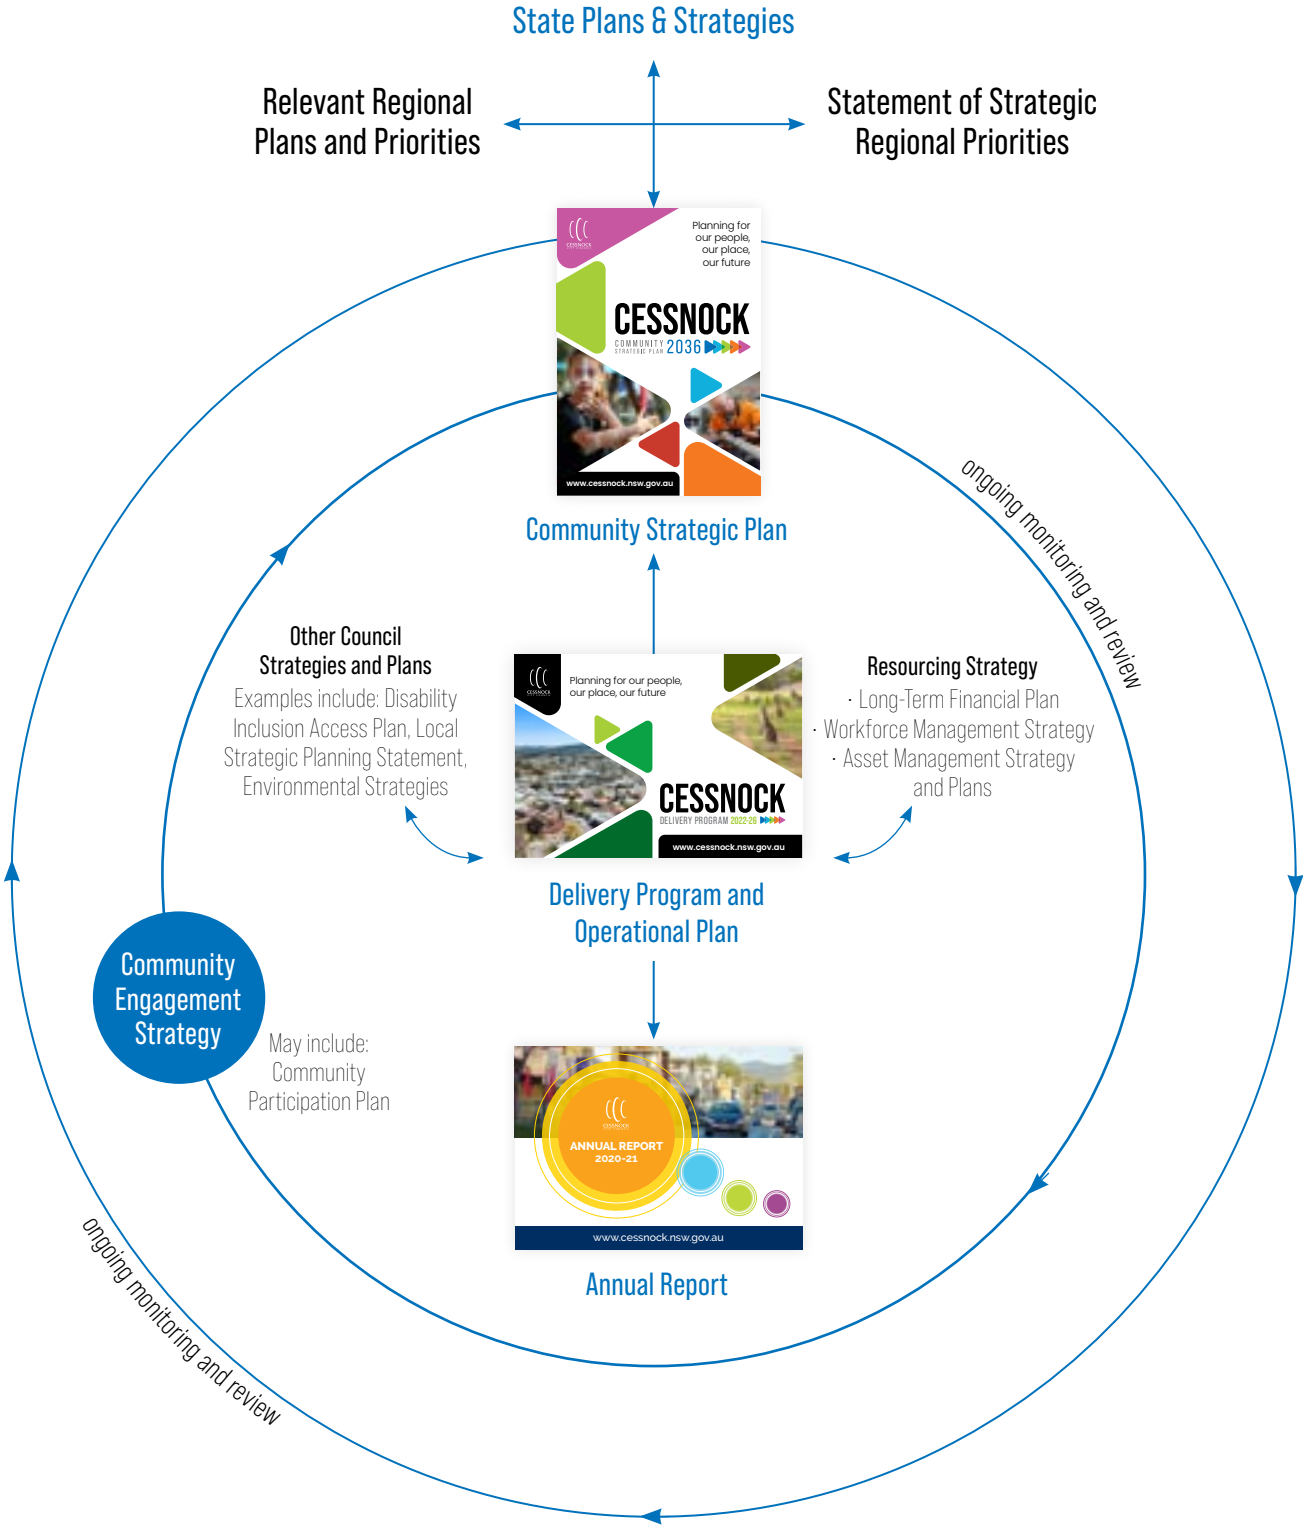 State Plans & Strategies
Relevant Regional
Plans and Priorities
Statement of Strategic
Regional Priorities
CESSNOCK
Planning for
our people,
our place,
our future
CESSNOCK
COMMUNITY
STRATEGIC PLAN 2036
www.cessnock.nsw.gov.au
Community Strategic Plan
ongoing monitoring and review
Other Council
Strategies and Plans
Examples include: Disability
Inclusion Access Plan, Local
Strategic Planning Statement,
Environmental Strategies
CESSNOCK
Planning for our people,
our place, our future
CESSNOCK
DELIVERY PROGRAM 2022-26
www.cessnock.nsw.gov.au
Resourcing Strategy
· Long-Term Financial Plan
· Workforce Management Strategy
· Asset Management Strategy
and Plans
Delivery Program and
Operational Plan
Community
Engagement
Strategy
May include:
Community
Participation Plan
CESSNOCK
ANNUAL REPORT
2020-21
www.cessnock.nsw.gov.au
Annual Report
ongoing monitoring and review